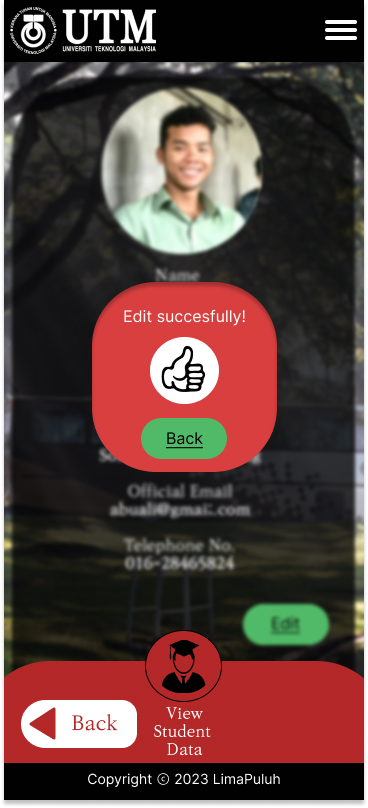 UTM
UNIVERSITI TEKNOLOGI MALAYSIA
Name
Edit succesfully!
Back
Official Email
abuali@gmail.com
Telephone No.
016-28465824
Edit
Back
View
Student
Data
Copyright © 2023 LimaPuluh